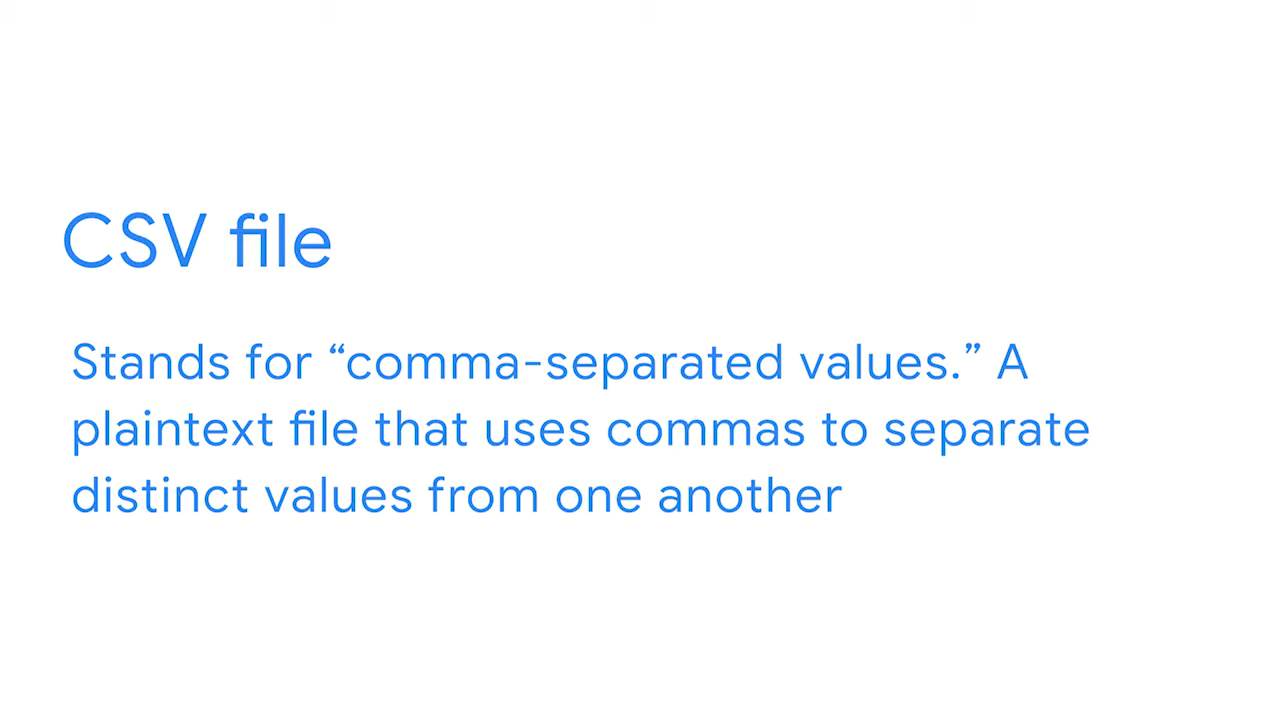 CSV file
Stands for “comma-separated values.” A
plaintext file that uses commas to separate
distinct values from one another